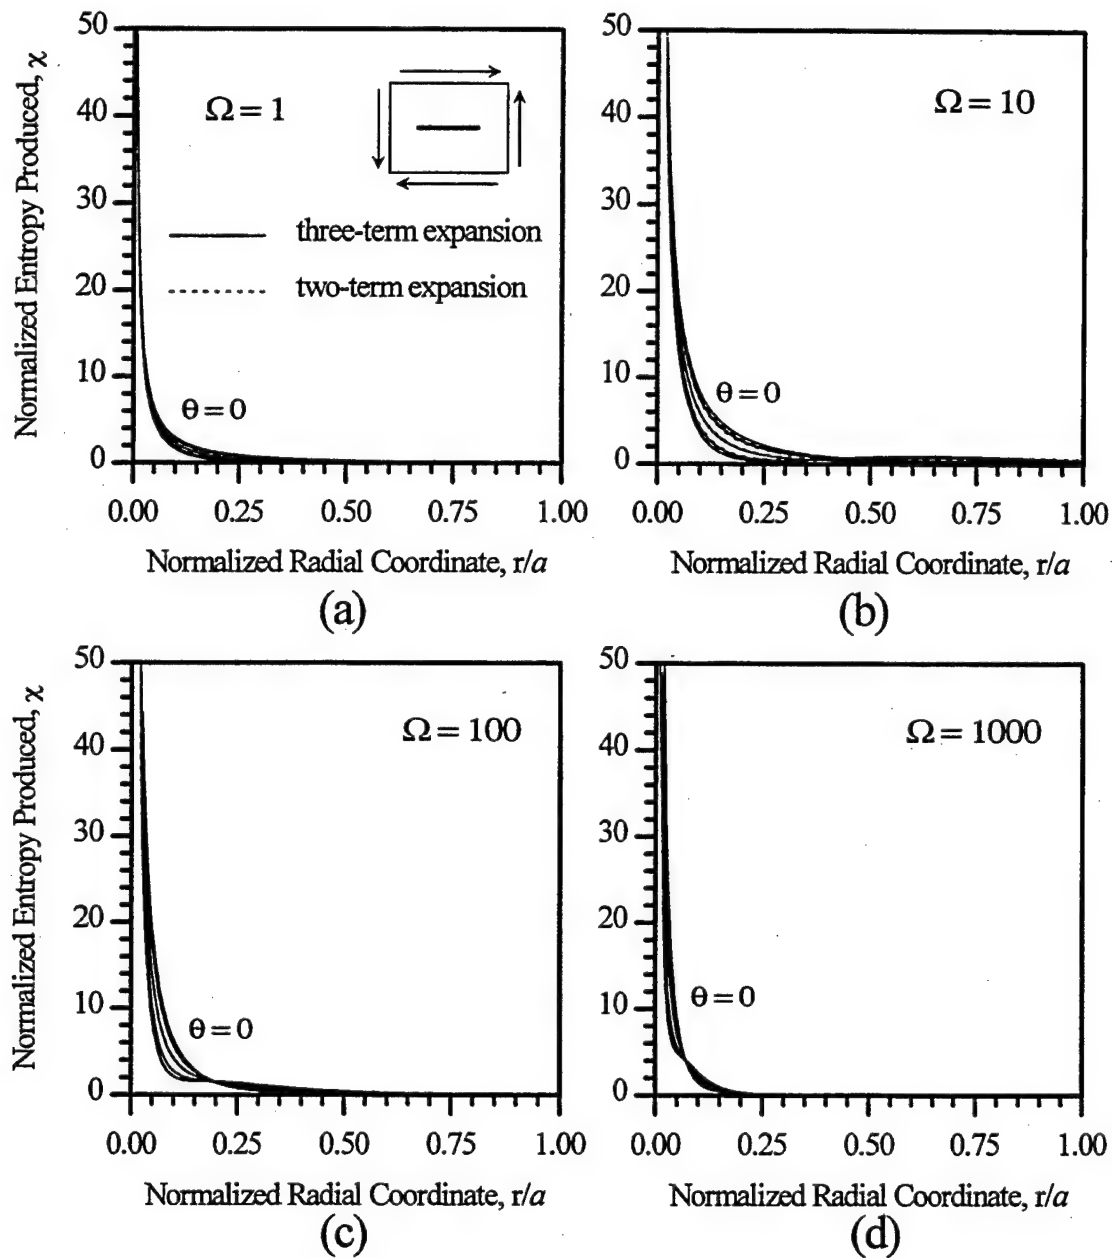 50
40
30
20
10
0
Normalized Entropy Produced, χ
Ω = 1
three-term expansion
two-term expansion
θ = 0
0.00 0.25 0.50 0.75 1.00
Normalized Radial Coordinate, r/a
(a)
50
40
30
20
10
0
Ω = 10
θ = 0
0.00 0.25 0.50 0.75 1.00
Normalized Radial Coordinate, r/a
(b)
50
40
30
20
10
0
Normalized Entropy Produced, χ
Ω = 100
θ = 0
0.00 0.25 0.50 0.75 1.00
Normalized Radial Coordinate, r/a
(c)
50
40
30
20
10
0
Ω = 1000
θ = 0
0.00 0.25 0.50 0.75 1.00
Normalized Radial Coordinate, r/a
(d)